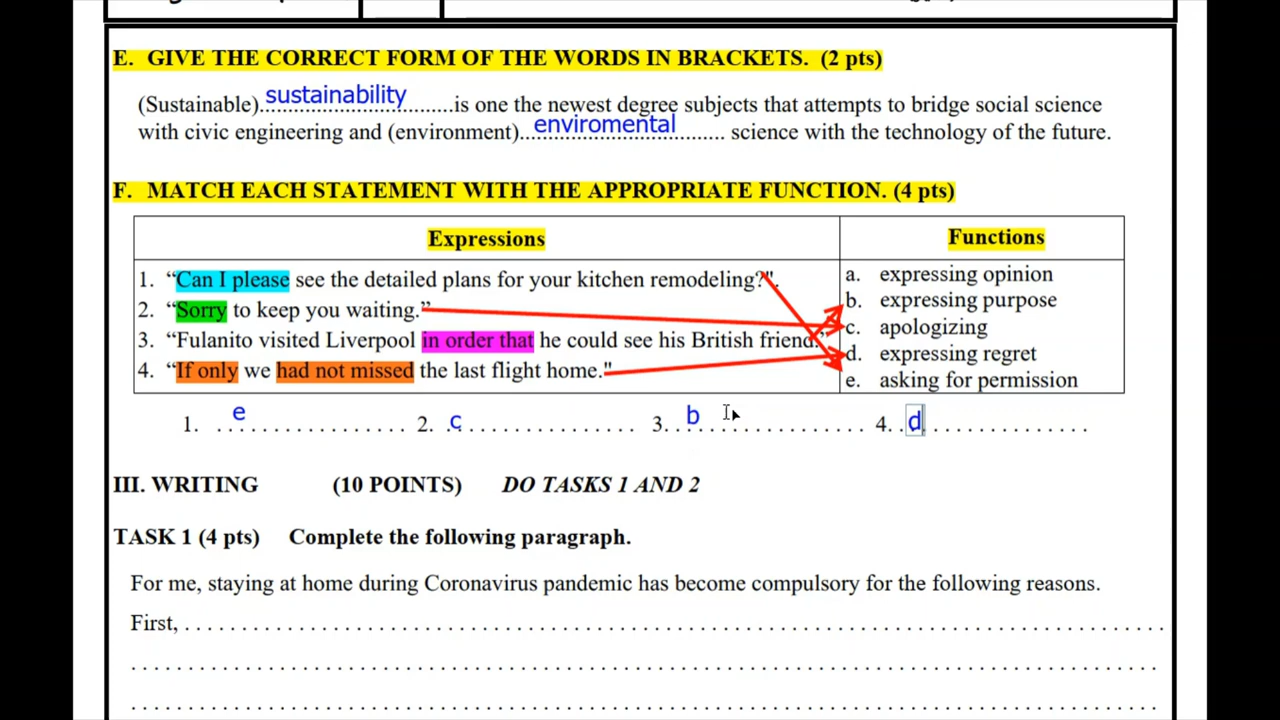 E. GIVE THE CORRECT FORM OF THE WORDS IN BRACKETS. (2 pts)
(Sustainable)..sustainability........is one the newest degree subjects that attempts to bridge social science
with civic engineering and (environment)..enviromental........ science with the technology of the future.
F. MATCH EACH STATEMENT WITH THE APPROPRIATE FUNCTION. (4 pts)
Expressions
1. “Can I please see the detailed plans for your kitchen remodeling?".
2. “Sorry to keep you waiting.”
3. “Fulanito visited Liverpool in order that he could see his British friend.”
4. “If only we had not missed the last flight home."
Functions
a. expressing opinion
b. expressing purpose
c. apologizing
d. expressing regret
e. asking for permission
1. e . . . . . . . . . . . . . . . 2. c . . . . . . . . . . . . . . . 3. b . . . . . . . . . . . . . . . 4. d . . . . . . . . . . . . . . .
III. WRITING (10 POINTS) DO TASKS 1 AND 2
TASK 1 (4 pts) Complete the following paragraph.
For me, staying at home during Coronavirus pandemic has become compulsory for the following reasons.
First, . . . . . . . . . . . . . . . . . . . . . . . . . . . . . . . . . . . . . . . .